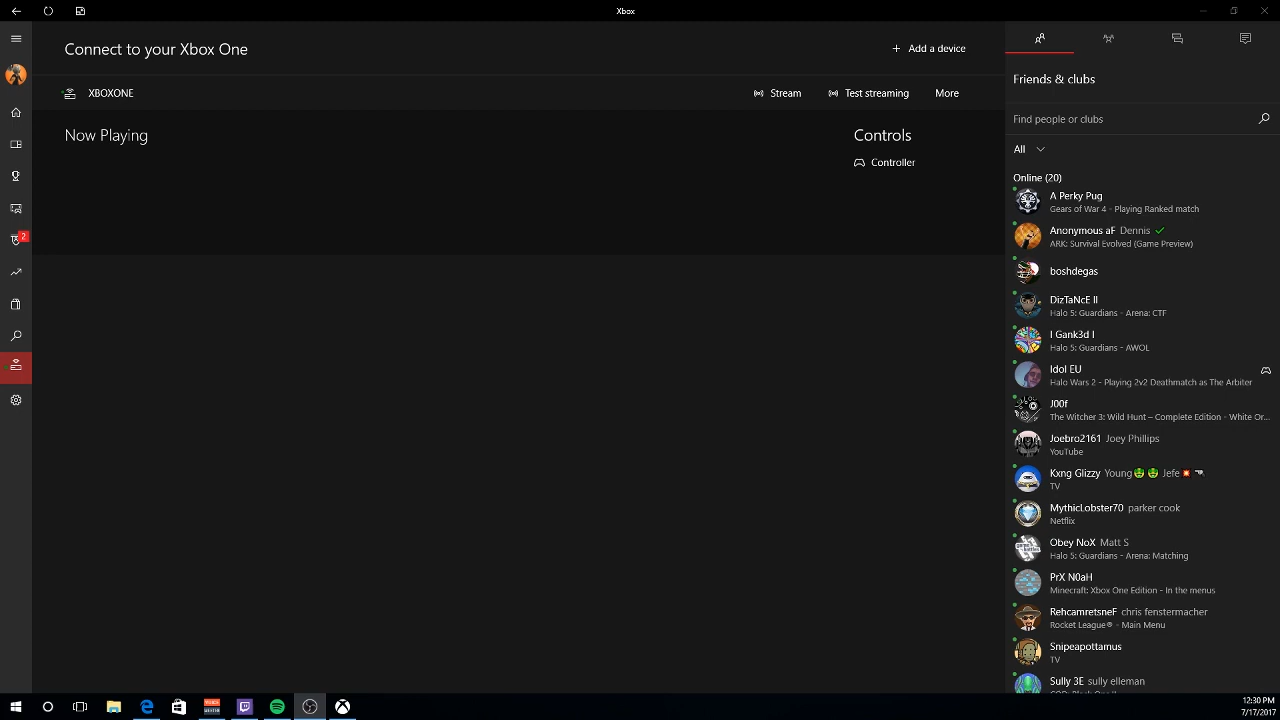 Xbox
Connect to your Xbox One
Add a device
XBOXONE
Stream
Test streaming
More
Now Playing
Controls
Controller
2
Friends & clubs
Find people or clubs
All
Online (20)
A Perky Pug
Gears of War 4 - Playing Ranked match
Anonymous aF Dennis
ARK: Survival Evolved (Game Preview)
boshdegas
DizTaNcE ll
Halo 5: Guardians - Arena: CTF
I Gank3d I
Halo 5: Guardians - AWOL
Idol EU
Halo Wars 2 - Playing 2v2 Deathmatch as The Arbiter
J00f
The Witcher 3: Wild Hunt – Complete Edition - White Or...
Joebro2161 Joey Phillips
YouTube
Kxng Glizzy Young Jefe
TV
MythicLobster70 parker cook
Netflix
Obey NoX Matt S
Halo 5: Guardians - Arena: Matching
PrX N0aH
Minecraft: Xbox One Edition - In the menus
RehcamretsneF chris fenstermacher
Rocket League® - Main Menu
Snipeapottamus
TV
Sully 3E sully elleman
12:30 PM
7/17/2017